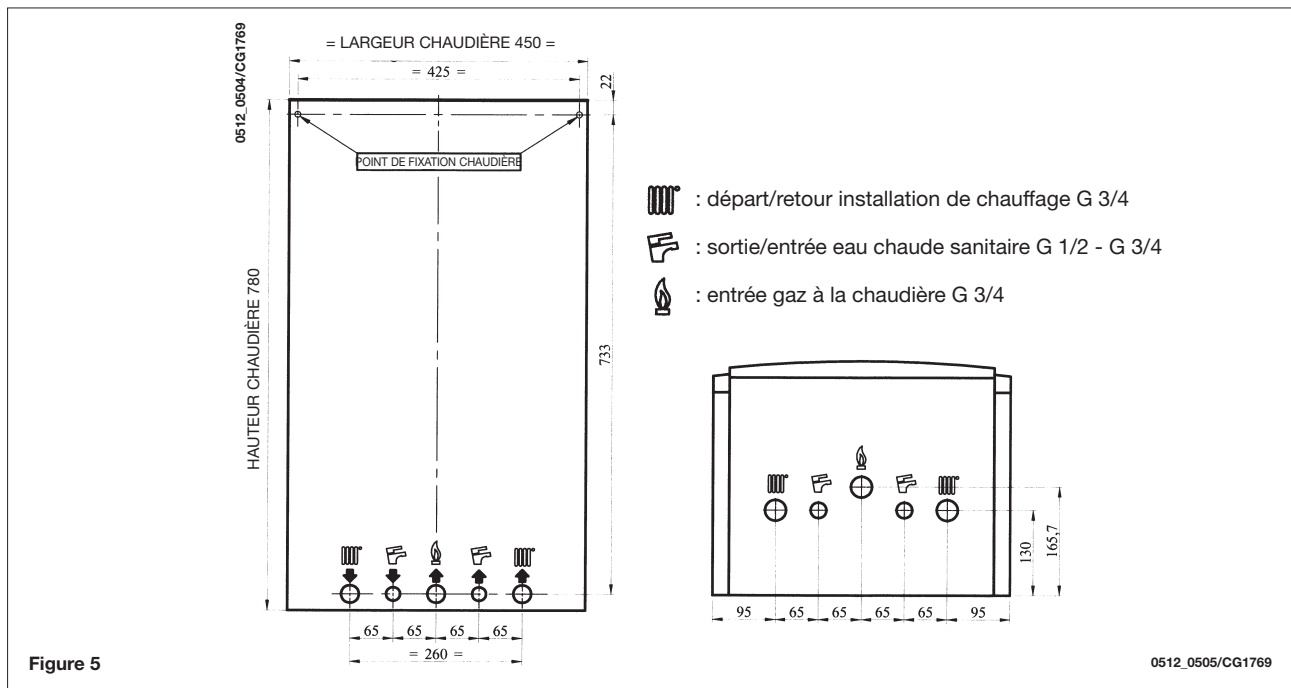 0512_0504/CG1769
= LARGEUR CHAUDIÈRE 450 =
= 425 =
22
POINT DE FIXATION CHAUDIÈRE
HAUTEUR CHAUDIÈRE 780
733
65 65 65 65
= 260 =
: départ/retour installation de chauffage G 3/4
: sortie/entrée eau chaude sanitaire G 1/2 - G 3/4
: entrée gaz à la chaudière G 3/4
130
165,7
95 65 65 65 65 95
Figure 5
0512_0505/CG1769